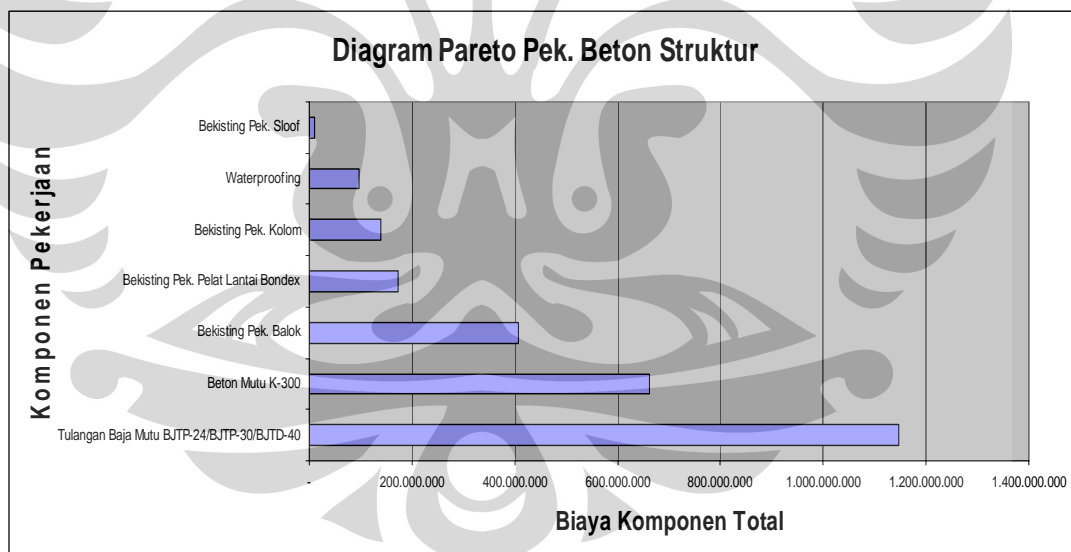 Diagram Pareto Pek. Beton Struktur
Komponen Pekerjaan
Bekisting Pek. Sloof
Waterproofing
Bekisting Pek. Kolom
Bekisting Pek. Pelat Lantai Bondex
Bekisting Pek. Balok
Beton Mutu K-300
Tulangan Baja Mutu BJTP-24/BJTP-30/BJTD-40
- 200.000.000 400.000.000 600.000.000 800.000.000 1.000.000.000 1.200.000.000 1.400.000.000
Biaya Komponen Total